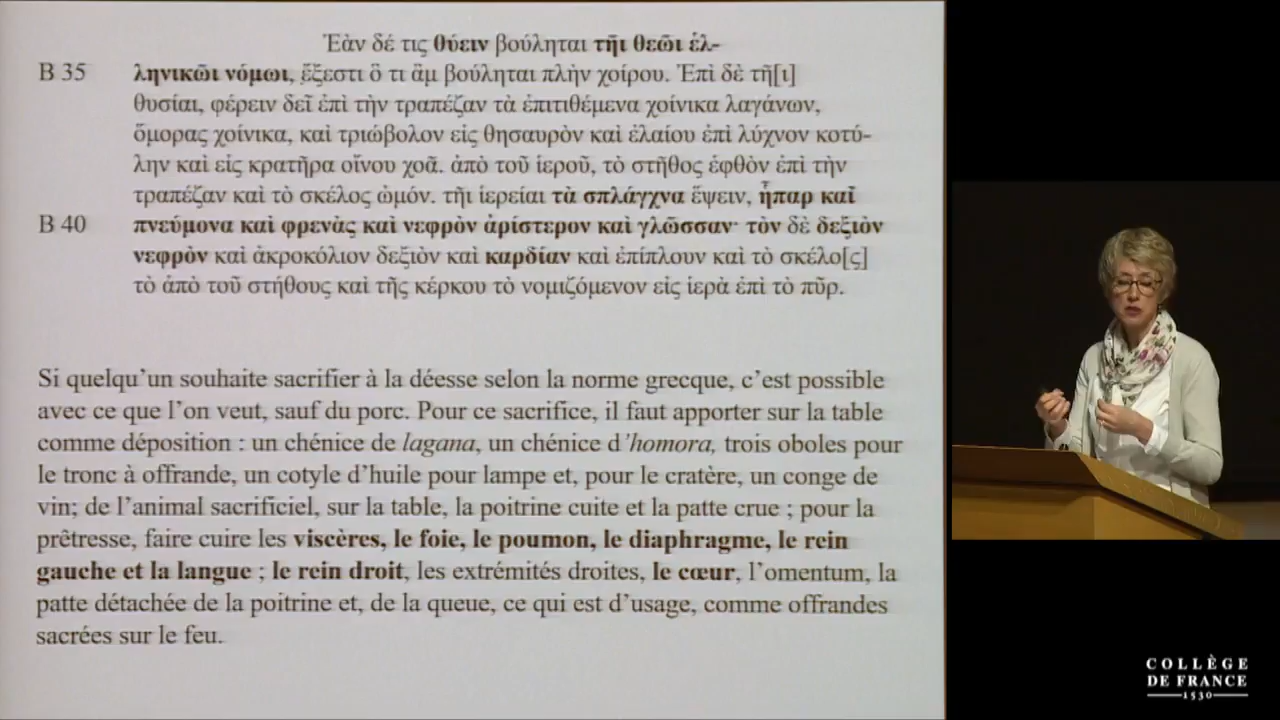 Ἐὰν δέ τις θύειν βούληται τῆι θεῶι ἑλ-
B 35 ληνικῶι νόμωι, ἔξεστι ὅ τι ἂμ βούληται πλὴν χοίρου. Ἐπὶ δὲ τῆ[ι]
θυσίαι, φέρειν δεῖ ἐπὶ τὴν τραπέζαν τὰ ἐπιτιθέμενα χοίνικα λαγάνων,
ὅμορας χοίνικα, καὶ τριώβολον εἰς θησαυρὸν καὶ ἐλαίου ἐπὶ λύχνον κοτύ-
λην καὶ εἰς κρατῆρα οἴνου χοᾶ. ἀπὸ τοῦ ἱεροῦ, τὸ στῆθος ἑφθὸν ἐπὶ τὴν
τραπέζαν καὶ τὸ σκέλος ὠμόν. τῆι ἱερείαι τὰ σπλάγχνα ἕψειν, ἧπαρ καὶ
B 40 πνεύμονα καὶ φρενὰς καὶ νεφρὸν ἀρίστερον καὶ γλῶσσαν· τὸν δὲ δεξιὸν
νεφρὸν καὶ ἀκροκόλιον δεξιὸν καὶ καρδίαν καὶ ἐπίπλουν καὶ τὸ σκέλο[ς]
τὸ ἀπὸ τοῦ στήθους καὶ τῆς κέρκου τὸ νομιζόμενον εἰς ἱερὰ ἐπὶ τὸ πῦρ.
Si quelqu'un souhaite sacrifier à la déesse selon la norme grecque, c'est possible
avec ce que l'on veut, sauf du porc. Pour ce sacrifice, il faut apporter sur la table
comme déposition : un chénice de lagana, un chénice d'homora, trois oboles pour
le tronc à offrande, un cotyle d'huile pour lampe et, pour le cratère, un conge de
vin; de l'animal sacrificiel, sur la table, la poitrine cuite et la patte crue ; pour la
prêtresse, faire cuire les viscères, le foie, le poumon, le diaphragme, le rein
gauche et la langue ; le rein droit, les extrémités droites, le cœur, l'omentum, la
patte détachée de la poitrine et, de la queue, ce qui est d'usage, comme offrandes
sacrées sur le feu.
COLLÈGE
DE FRANCE
1530